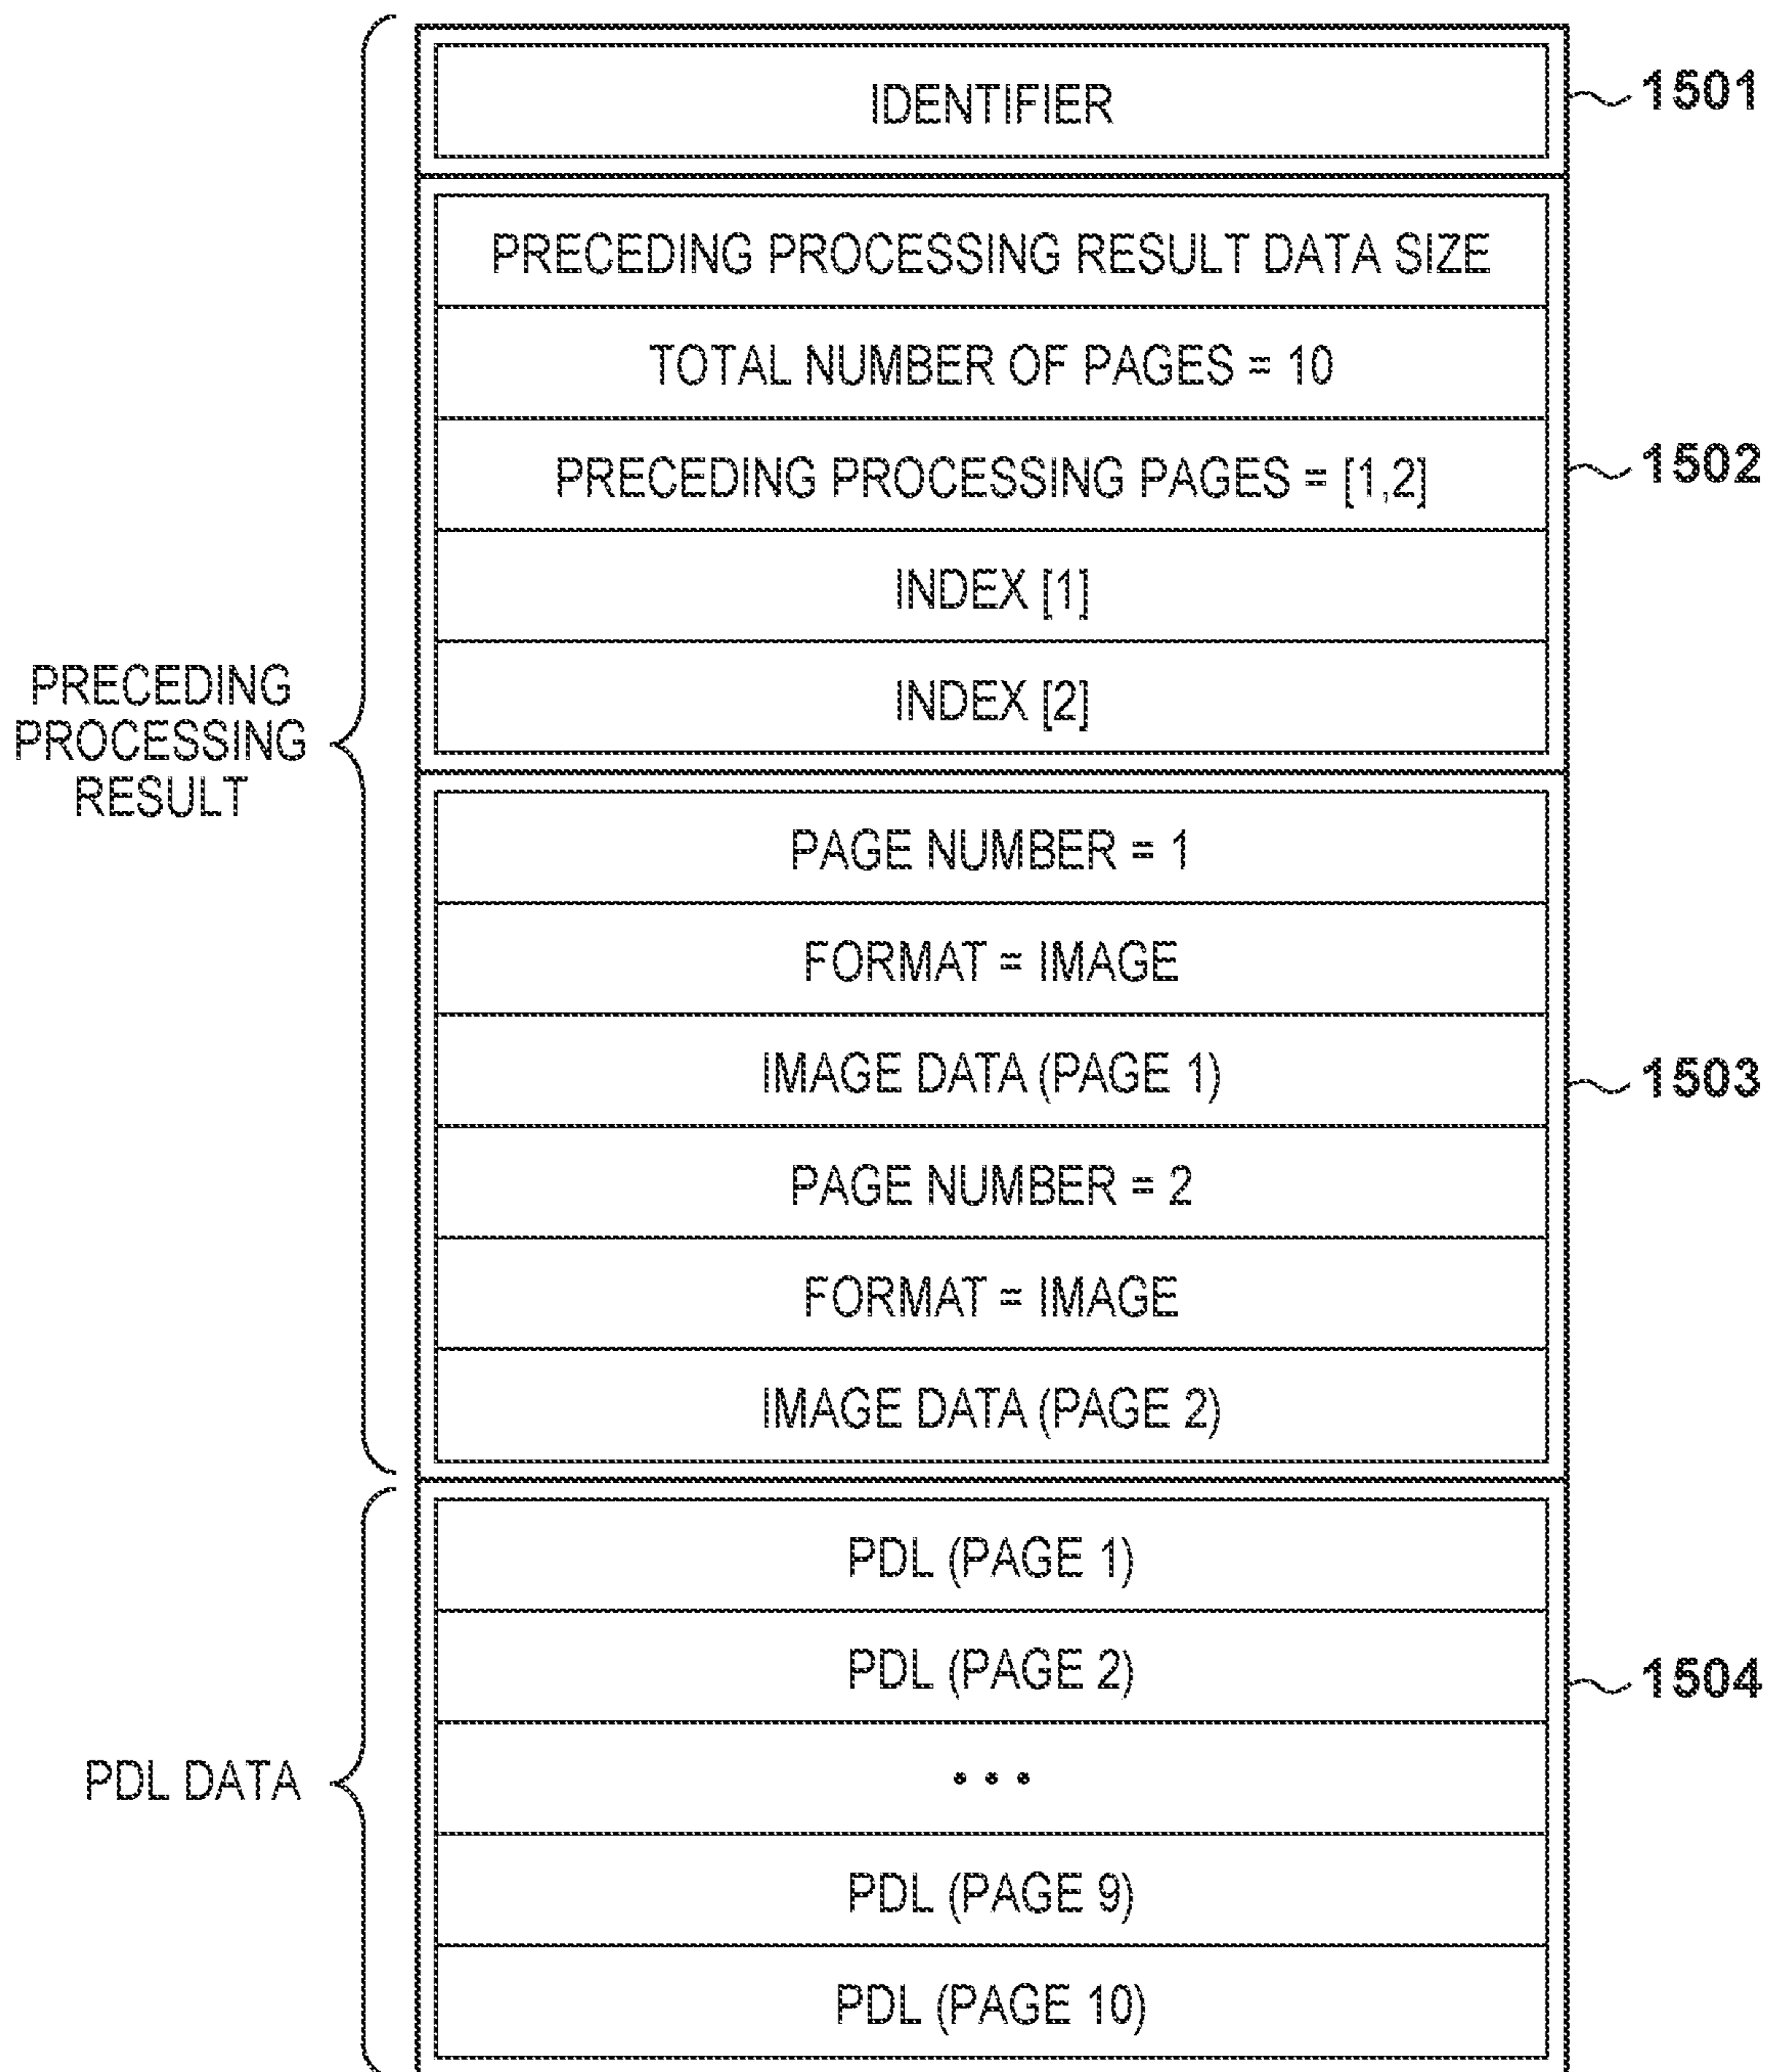 IDENTIFIER
1501
PRECEDING PROCESSING RESULT DATA SIZE
TOTAL NUMBER OF PAGES = 10
PRECEDING PROCESSING PAGES = [1,2]
1502
INDEX [1]
INDEX [2]
PRECEDING
PROCESSING
RESULT
PAGE NUMBER = 1
FORMAT = IMAGE
IMAGE DATA (PAGE 1)
1503
PAGE NUMBER = 2
FORMAT = IMAGE
IMAGE DATA (PAGE 2)
PDL (PAGE 1)
PDL (PAGE 2)
1504
PDL DATA
• • •
PDL (PAGE 9)
PDL (PAGE 10)